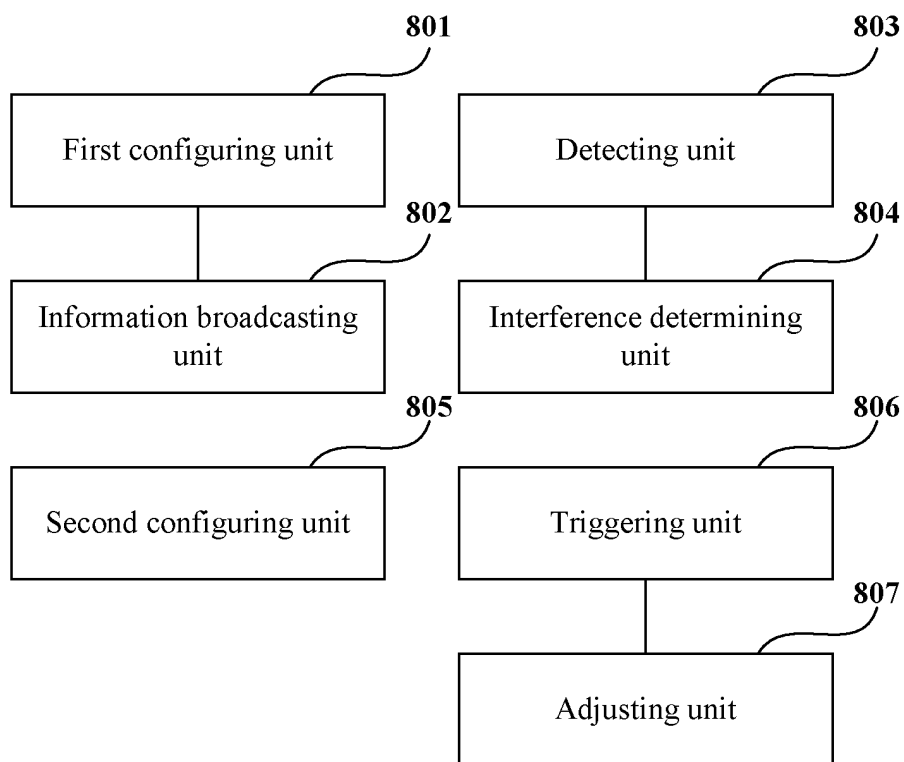 801
803
First configuring unit
Detecting unit
802
804
Information broadcasting
unit
Interference determining
unit
805
806
Second configuring unit
Triggering unit
807
Adjusting unit